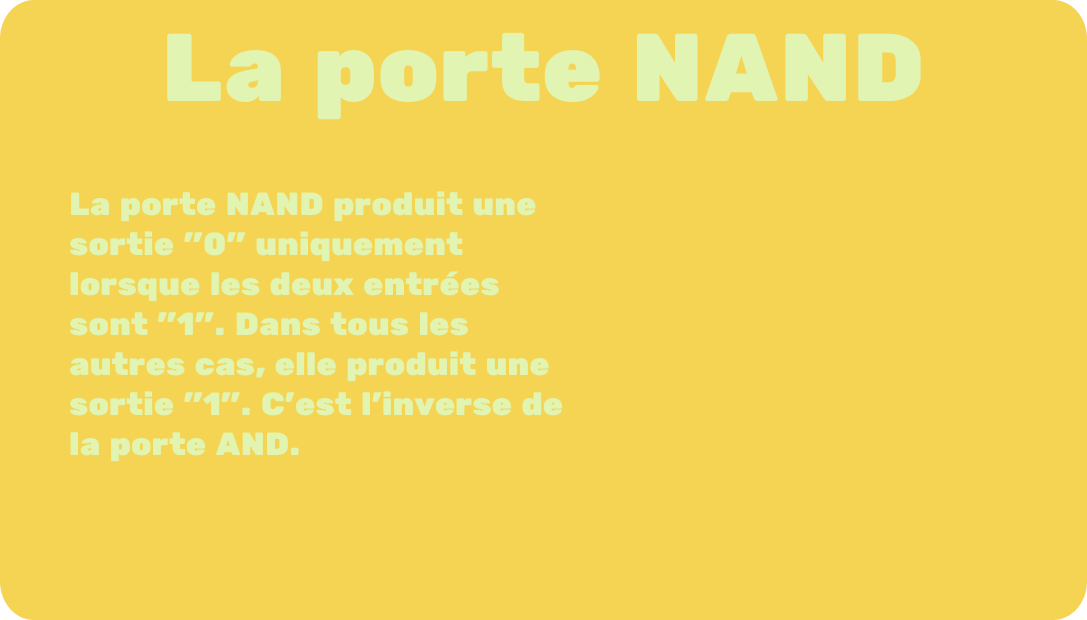 La porte NAND
La porte NAND produit une
sortie "0" uniquement
lorsque les deux entrées
sont "1". Dans tous les
autres cas, elle produit une
sortie "1". C'est l'inverse de
la porte AND.